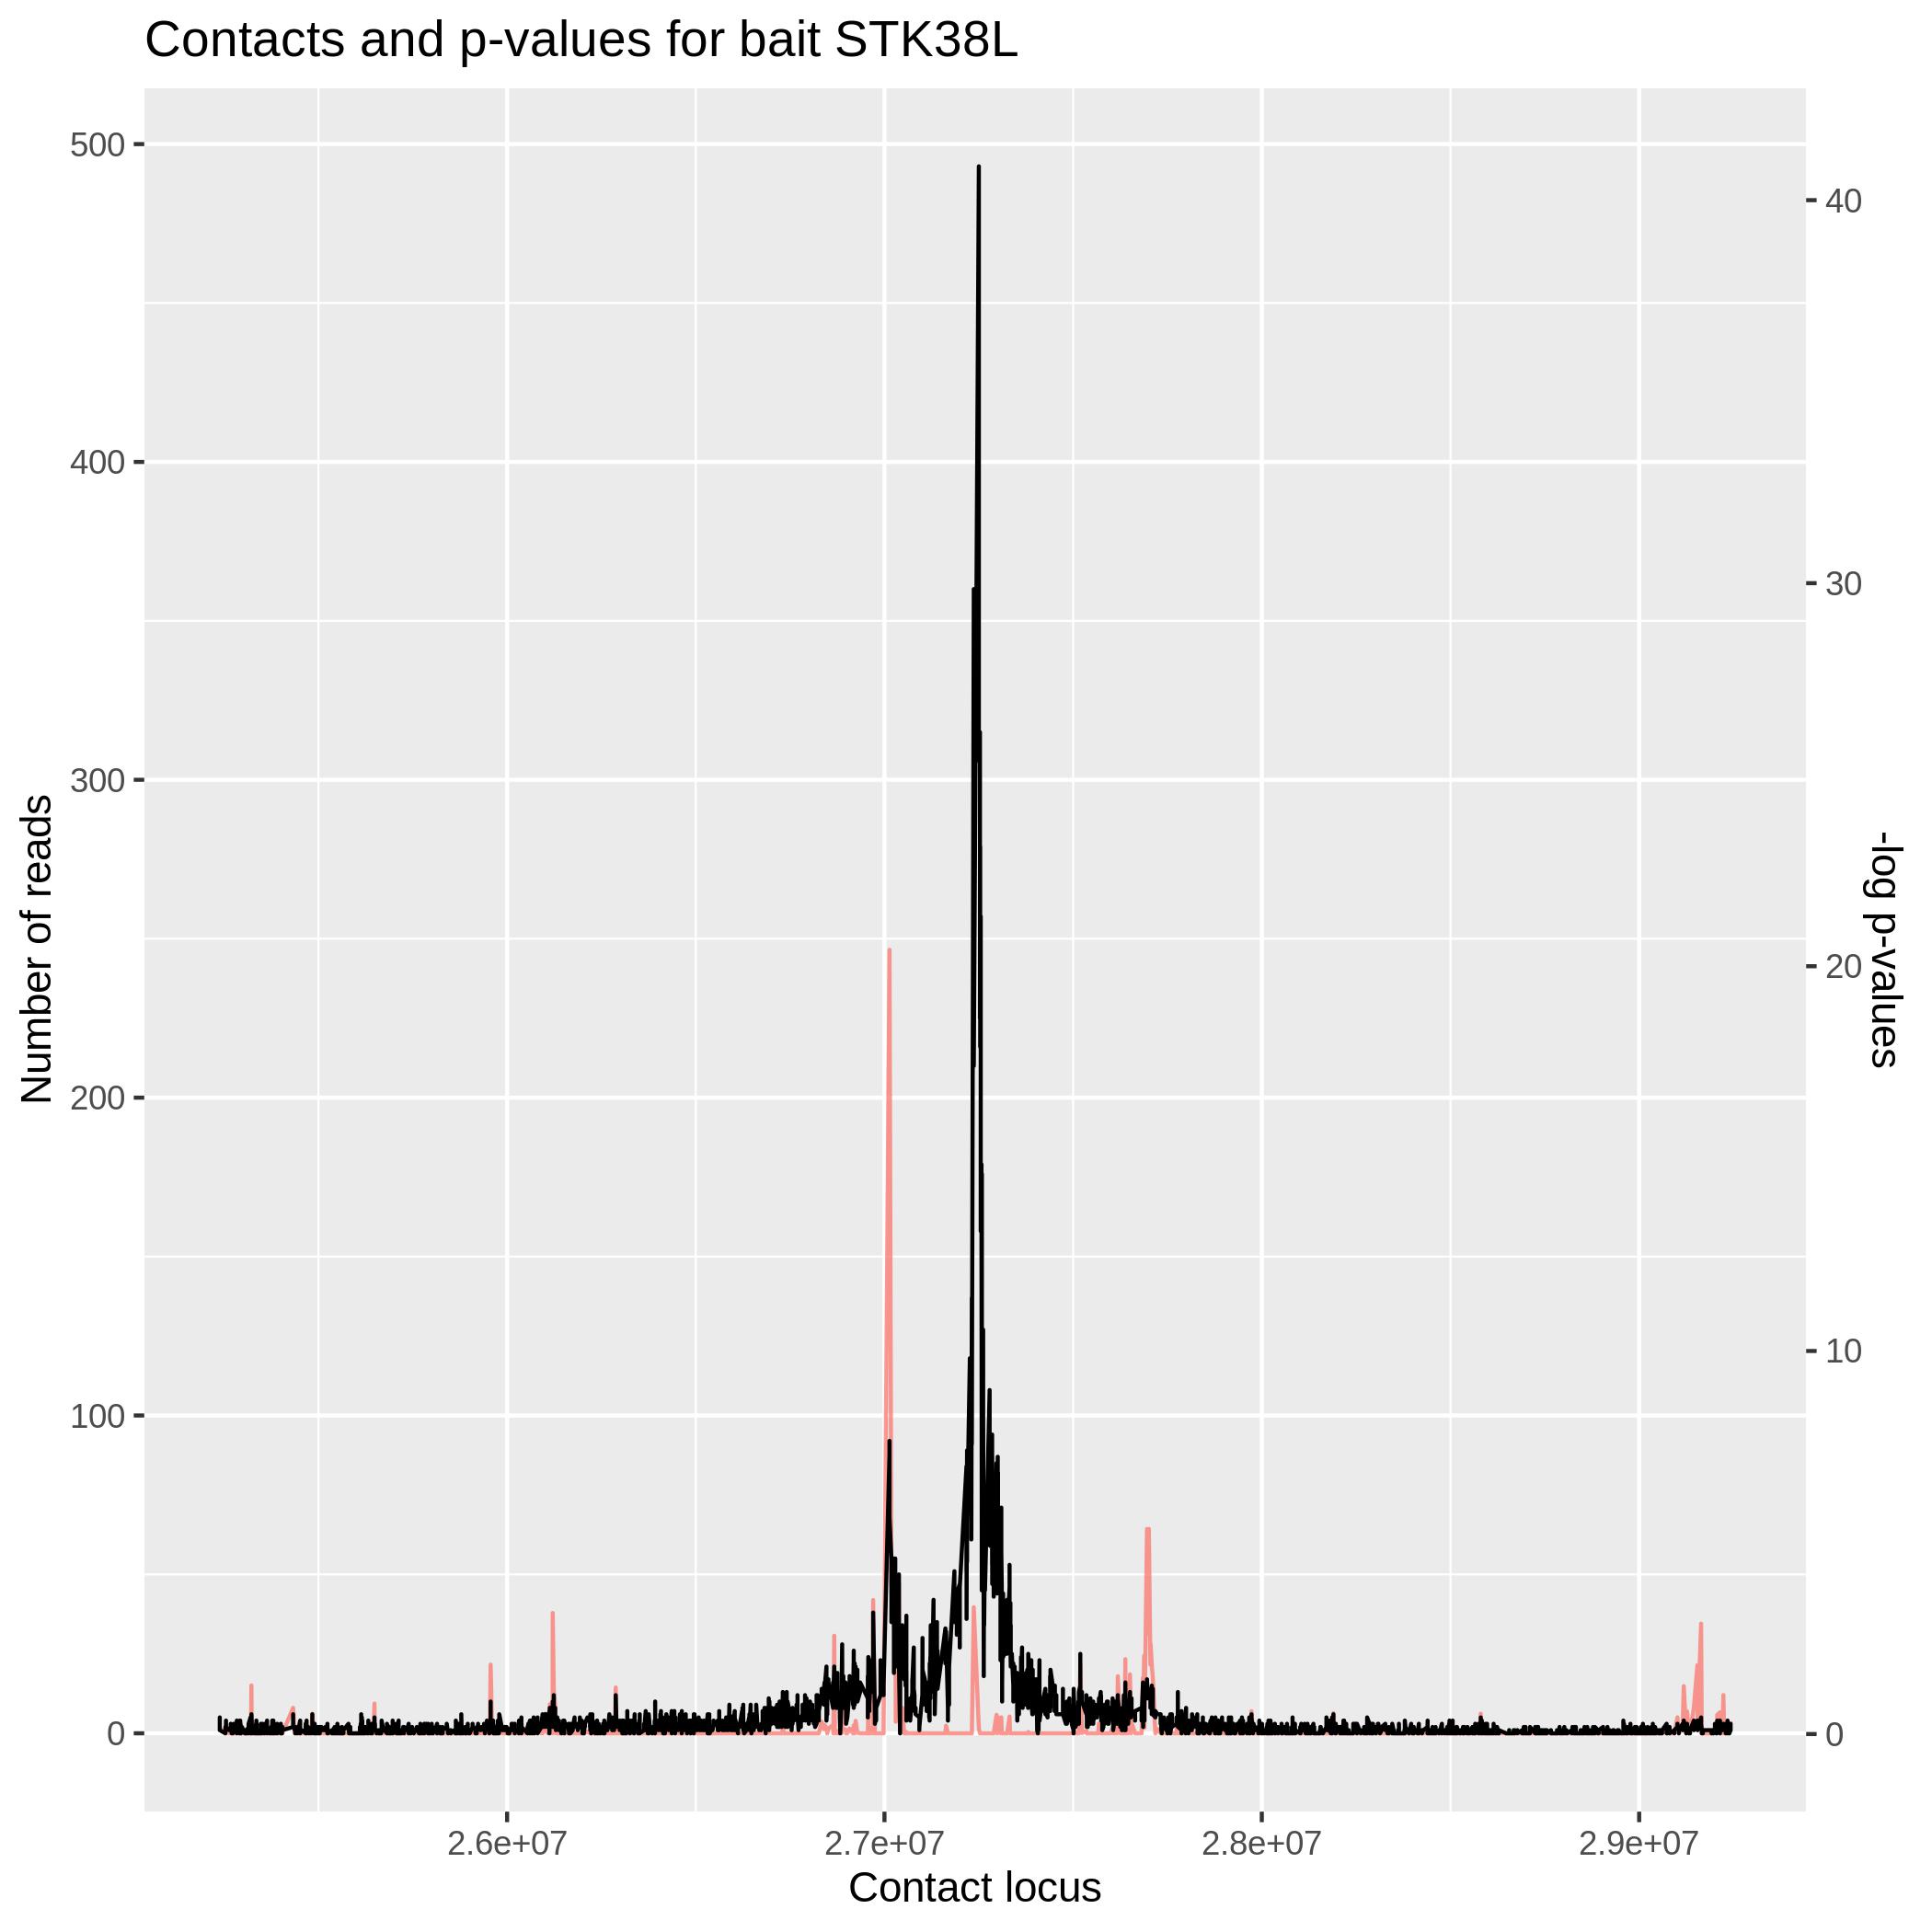 Contacts and p-values for bait STK38L
500
400
300
200
100
0
Number of reads
40
30
20
10
0
-log p-values
2.6e+07
2.7e+07
2.8e+07
2.9e+07
Contact locus